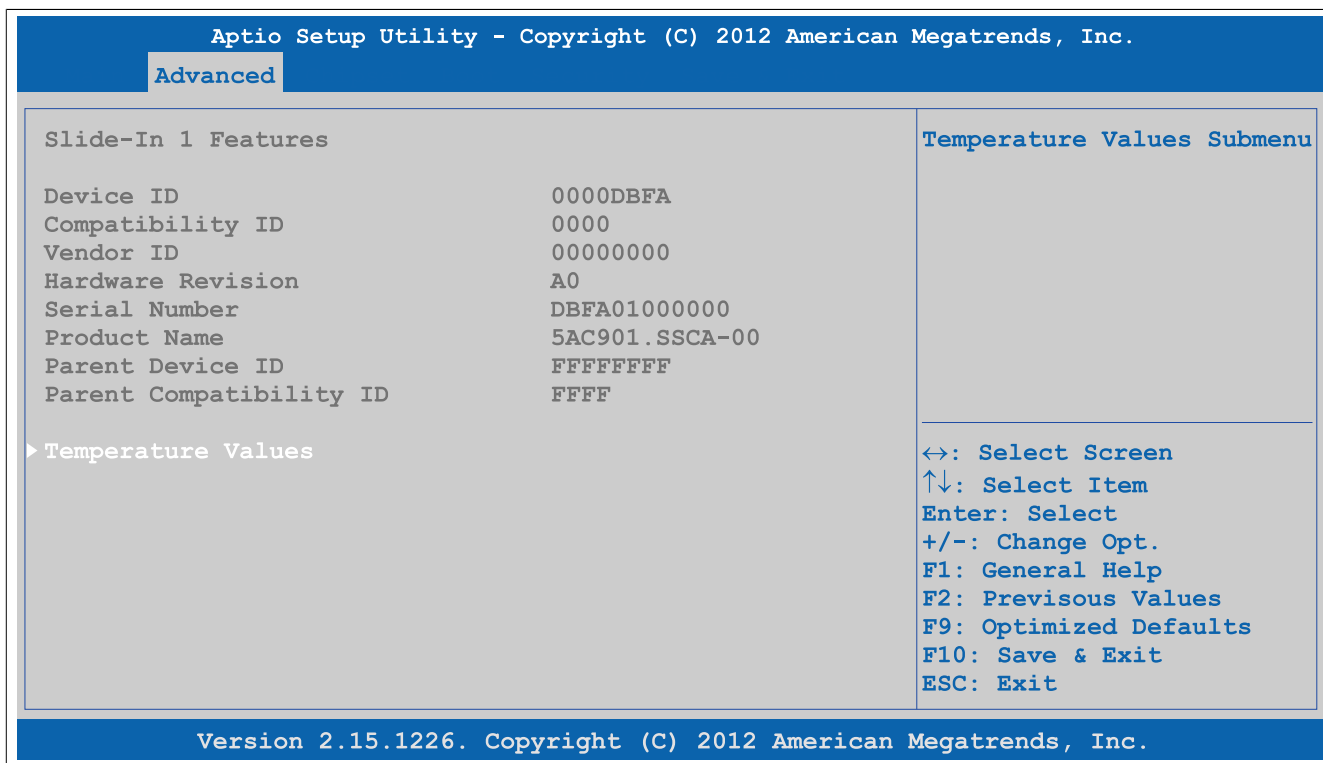 Aptio Setup Utility - Copyright (C) 2012 American Megatrends, Inc.
Advanced
Slide-In 1 Features
Device ID 0000DBFA
Compatibility ID 0000
Vendor ID 00000000
Hardware Revision A0
Serial Number DBFA01000000
Product Name 5AC901.SSCA-00
Parent Device ID FFFFFFFF
Parent Compatibility ID FFFF
Temperature Values
Temperature Values Submenu
↔: Select Screen
↑↓: Select Item
Enter: Select
+/-: Change Opt.
F1: General Help
F2: Previsous Values
F9: Optimized Defaults
F10: Save & Exit
ESC: Exit
Version 2.15.1226. Copyright (C) 2012 American Megatrends, Inc.